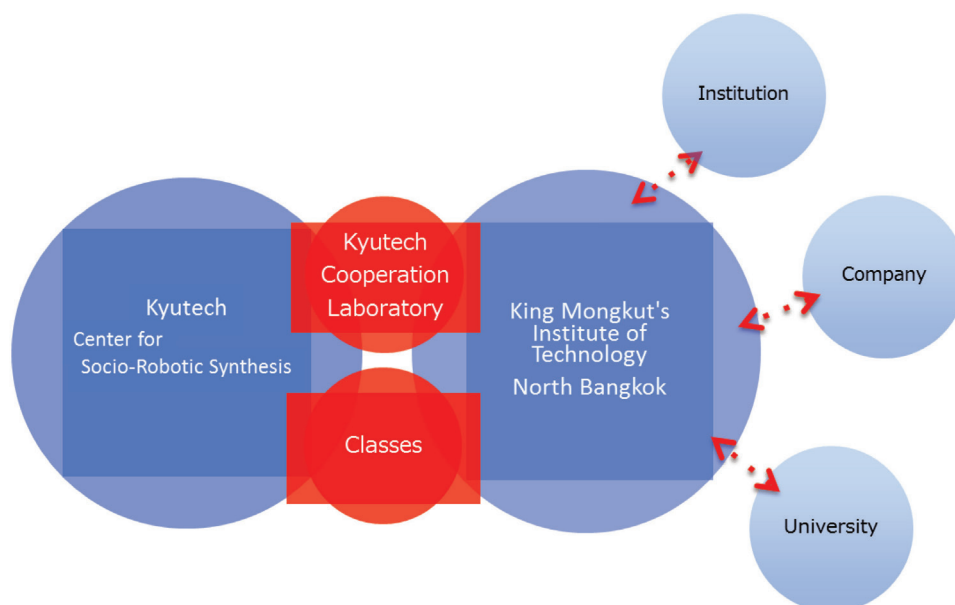 Kyutech
Center for
Socio-Robotic Synthesis
Kyutech
Cooperation
Laboratory
Classes
King Mongkut's
Institute of
Technology
North Bangkok
Institution
Company
University